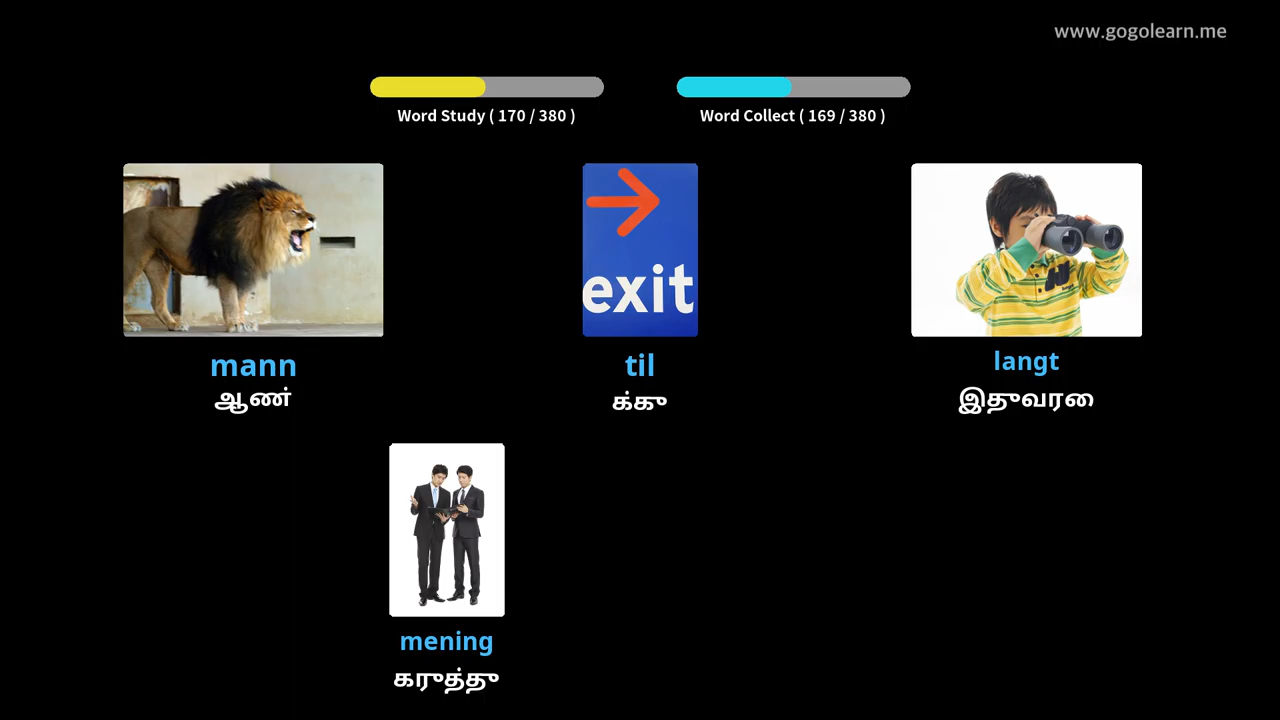 www.gogolearn.me
Word Study ( 170 / 380 )
Word Collect ( 169 / 380 )
exit
mann
ஆண்
til
க்கு
langt
இதுவரை
mening
கருத்து